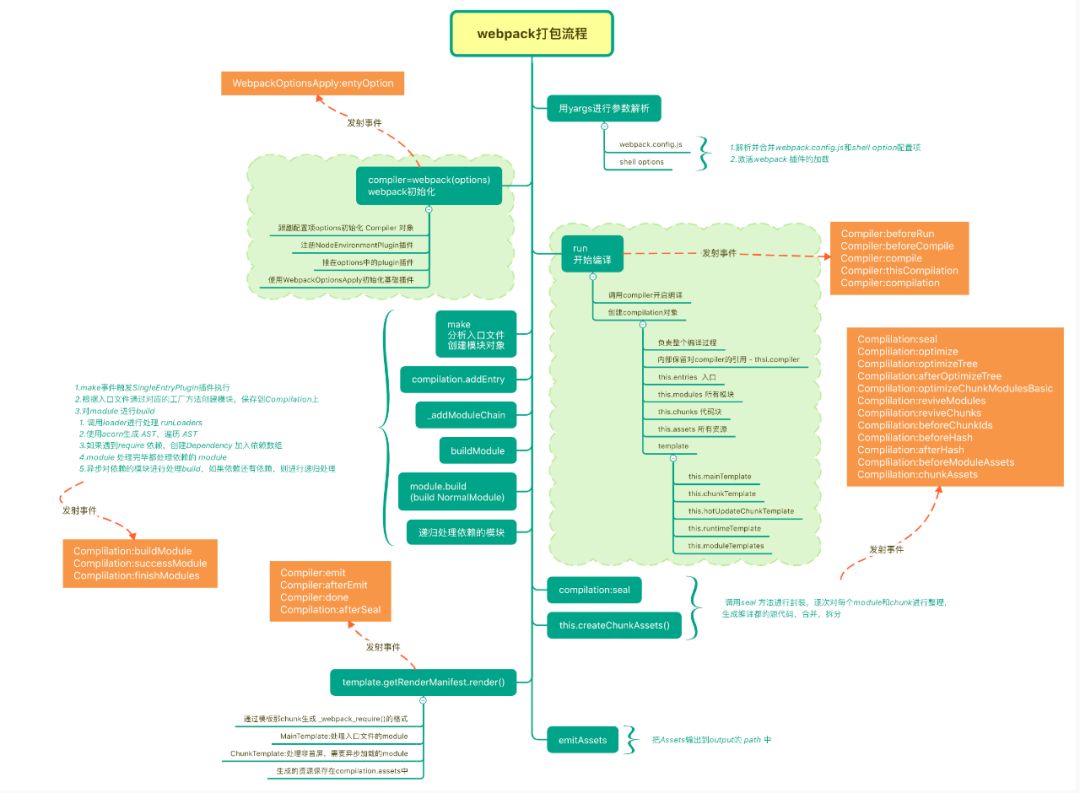 webpack打包流程
WebpackOptionsApply:entyOption
发射事件
用yargs进行参数解析
webpack.config.js
shell options
1.解析并合并webpack.config.js和shell option配置项
2.激活webpack 插件的加载
compiler=webpack(options)
webpack初始化
跟踪配置项options初始化 Compiler 对象
注册NodeEnvironmentPlugin插件
挂在options中的plugin插件
使用WebpackOptionsApply初始化基础插件
run
开始编译
发射事件
Compiler:beforeRun
Compiler:beforeCompile
Compiler:compile
Compiler:thisCompilation
Compiler:compilation
调用compiler开启编译
创建compilation对象
负责整个编译过程
内部保留对compiler的引用 - thsi.compiler
this.entries 入口
this.modules 所有模块
this.chunks 代码块
this.assets 所有资源
template
this.mainTemplate
this.chunkTemplate
this.hotUpdateChunkTemplate
this.runtimeTemplate
this.moduleTemplates
make
分析入口文件
创建模块对象
compilation.addEntry
_addModuleChain
buildModule
module.build
(build NormalModule)
递归处理依赖的模块
1.make事件触发SingleEntryPlugin插件执行
2.根据入口文件通过对应的工厂方法创建模块，保存到Compilation上
3.对module 进行build
1. 调用loader进行处理 runLoaders
2.使用acorn生成 AST，遍历 AST
3.如果遇到require 依赖，创建Dependency 加入依赖数组
4.module 处理完毕都处理依赖的 module
5.异步对依赖的模块进行处理build，如果依赖还有依赖，则进行递归处理
发射事件
Complilation:buildModule
Complilation:successModule
Complilation:finishModules
Complilation:seal
Complilation:optimize
Complilation:optimizeTree
Complilation:afterOptimizeTree
Complilation:optimizeChunkModulesBasic
Complilation:reviveModules
Complilation:reviveChunks
Complilation:beforeChunkIds
Complilation:beforeHash
Complilation:afterHash
Complilation:beforeModuleAssets
Complilation:chunkAssets
发射事件
compilation:seal
this.createChunkAssets()
调用seal 方法进行封装，逐次对每个module和chunk进行整理，
生成编译都的源代码，合并，拆分
Compiler:emit
Compiler:afterEmit
Compiler:done
Compilation:afterSeal
发射事件
template.getRenderManifest.render()
通过模板那chunk生成 _webpack_require()的格式
MainTemplate:处理入口文件的module
ChunkTemplate:处理非首屏，需要异步加载的module
生成的资源保存在compilation.assets中
emitAssets
把Assets输出到output的 path 中